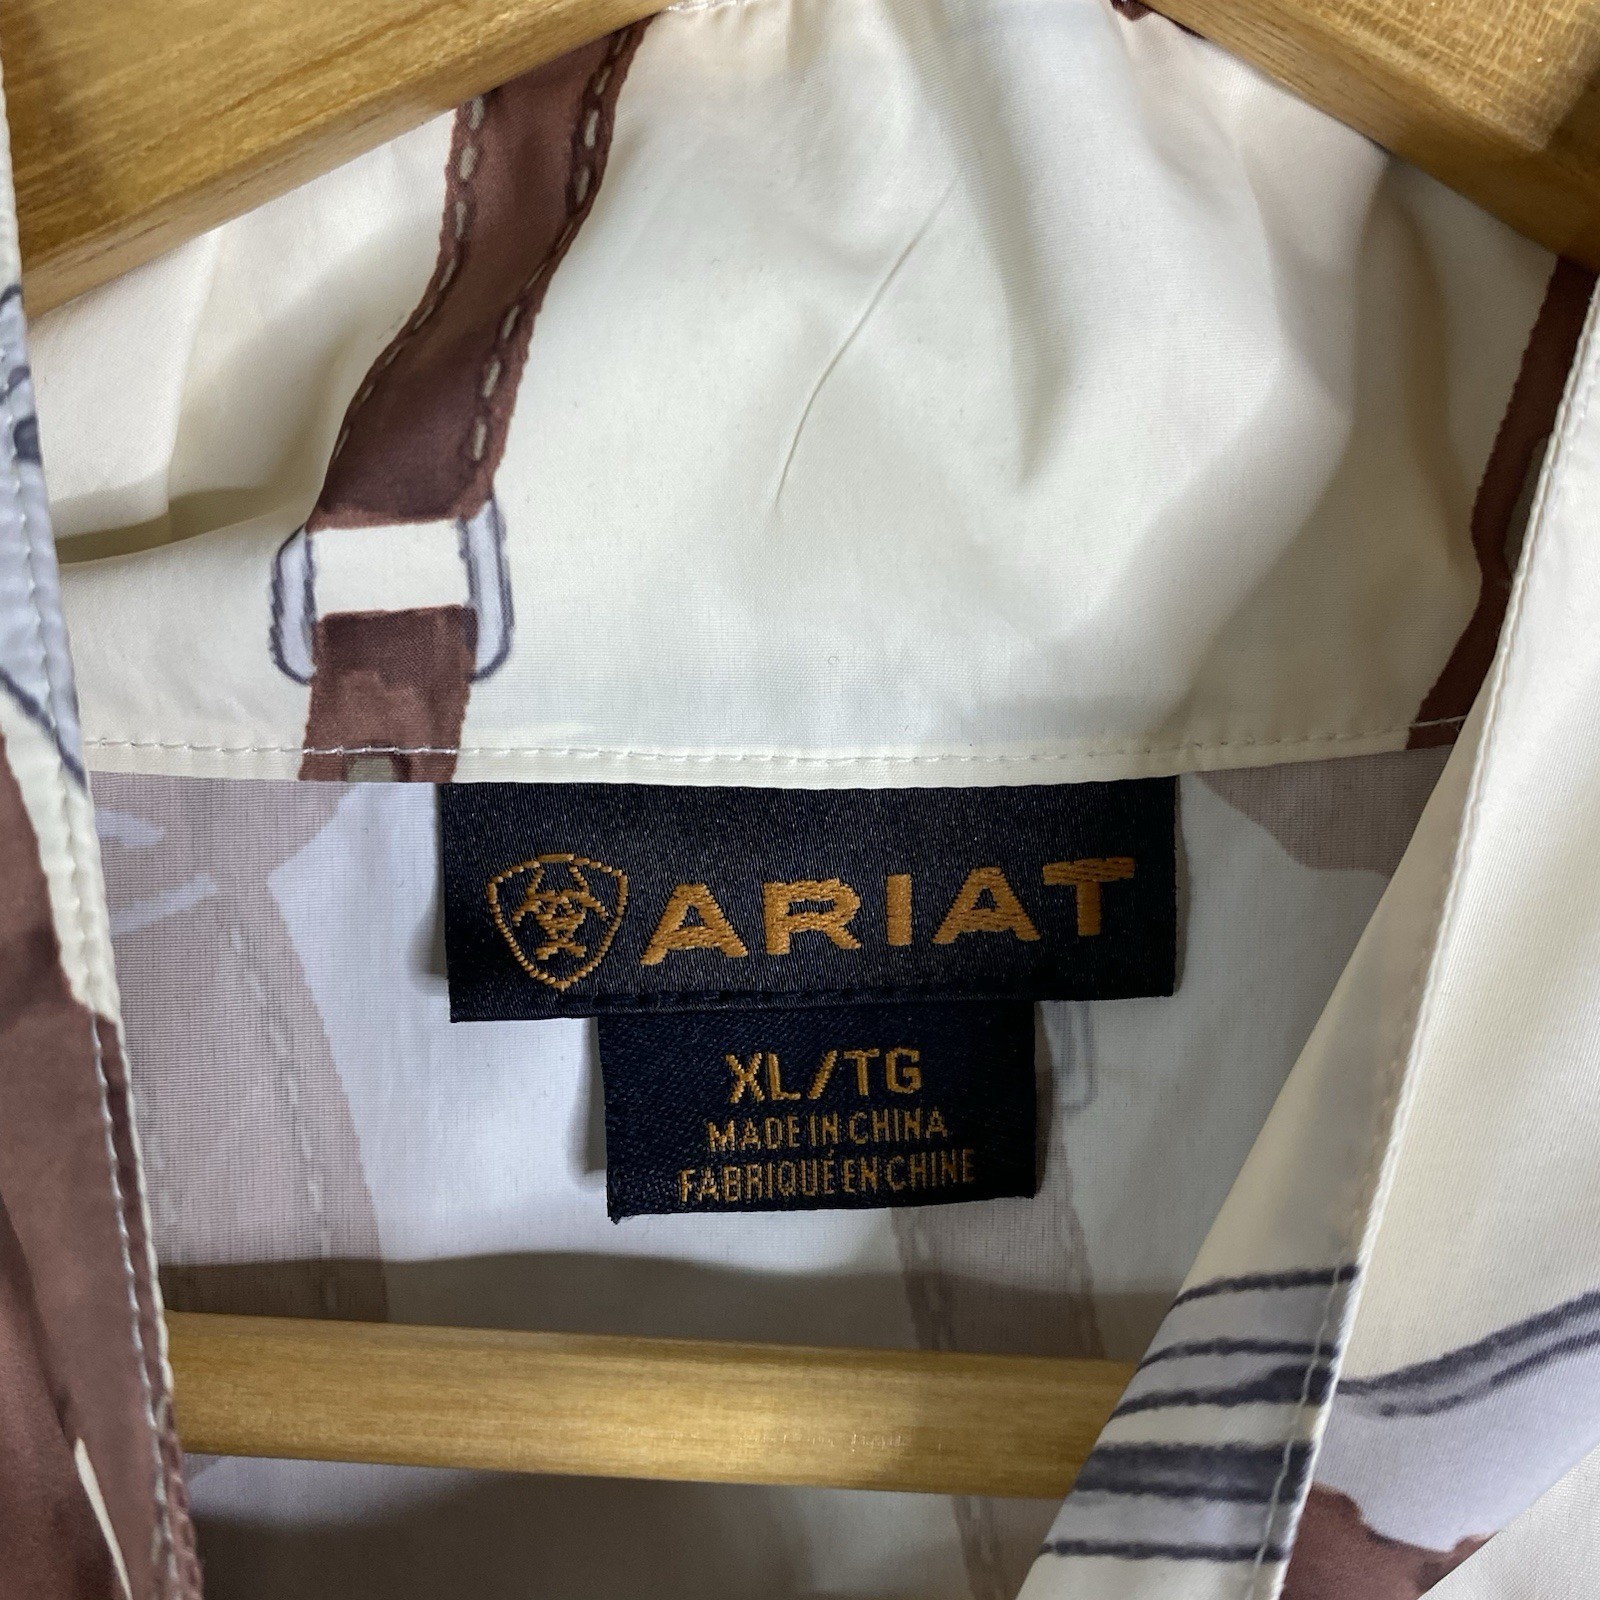 ARIAT
XL/TG
MADE IN CHINA
FABRIQUÉ EN CHINE